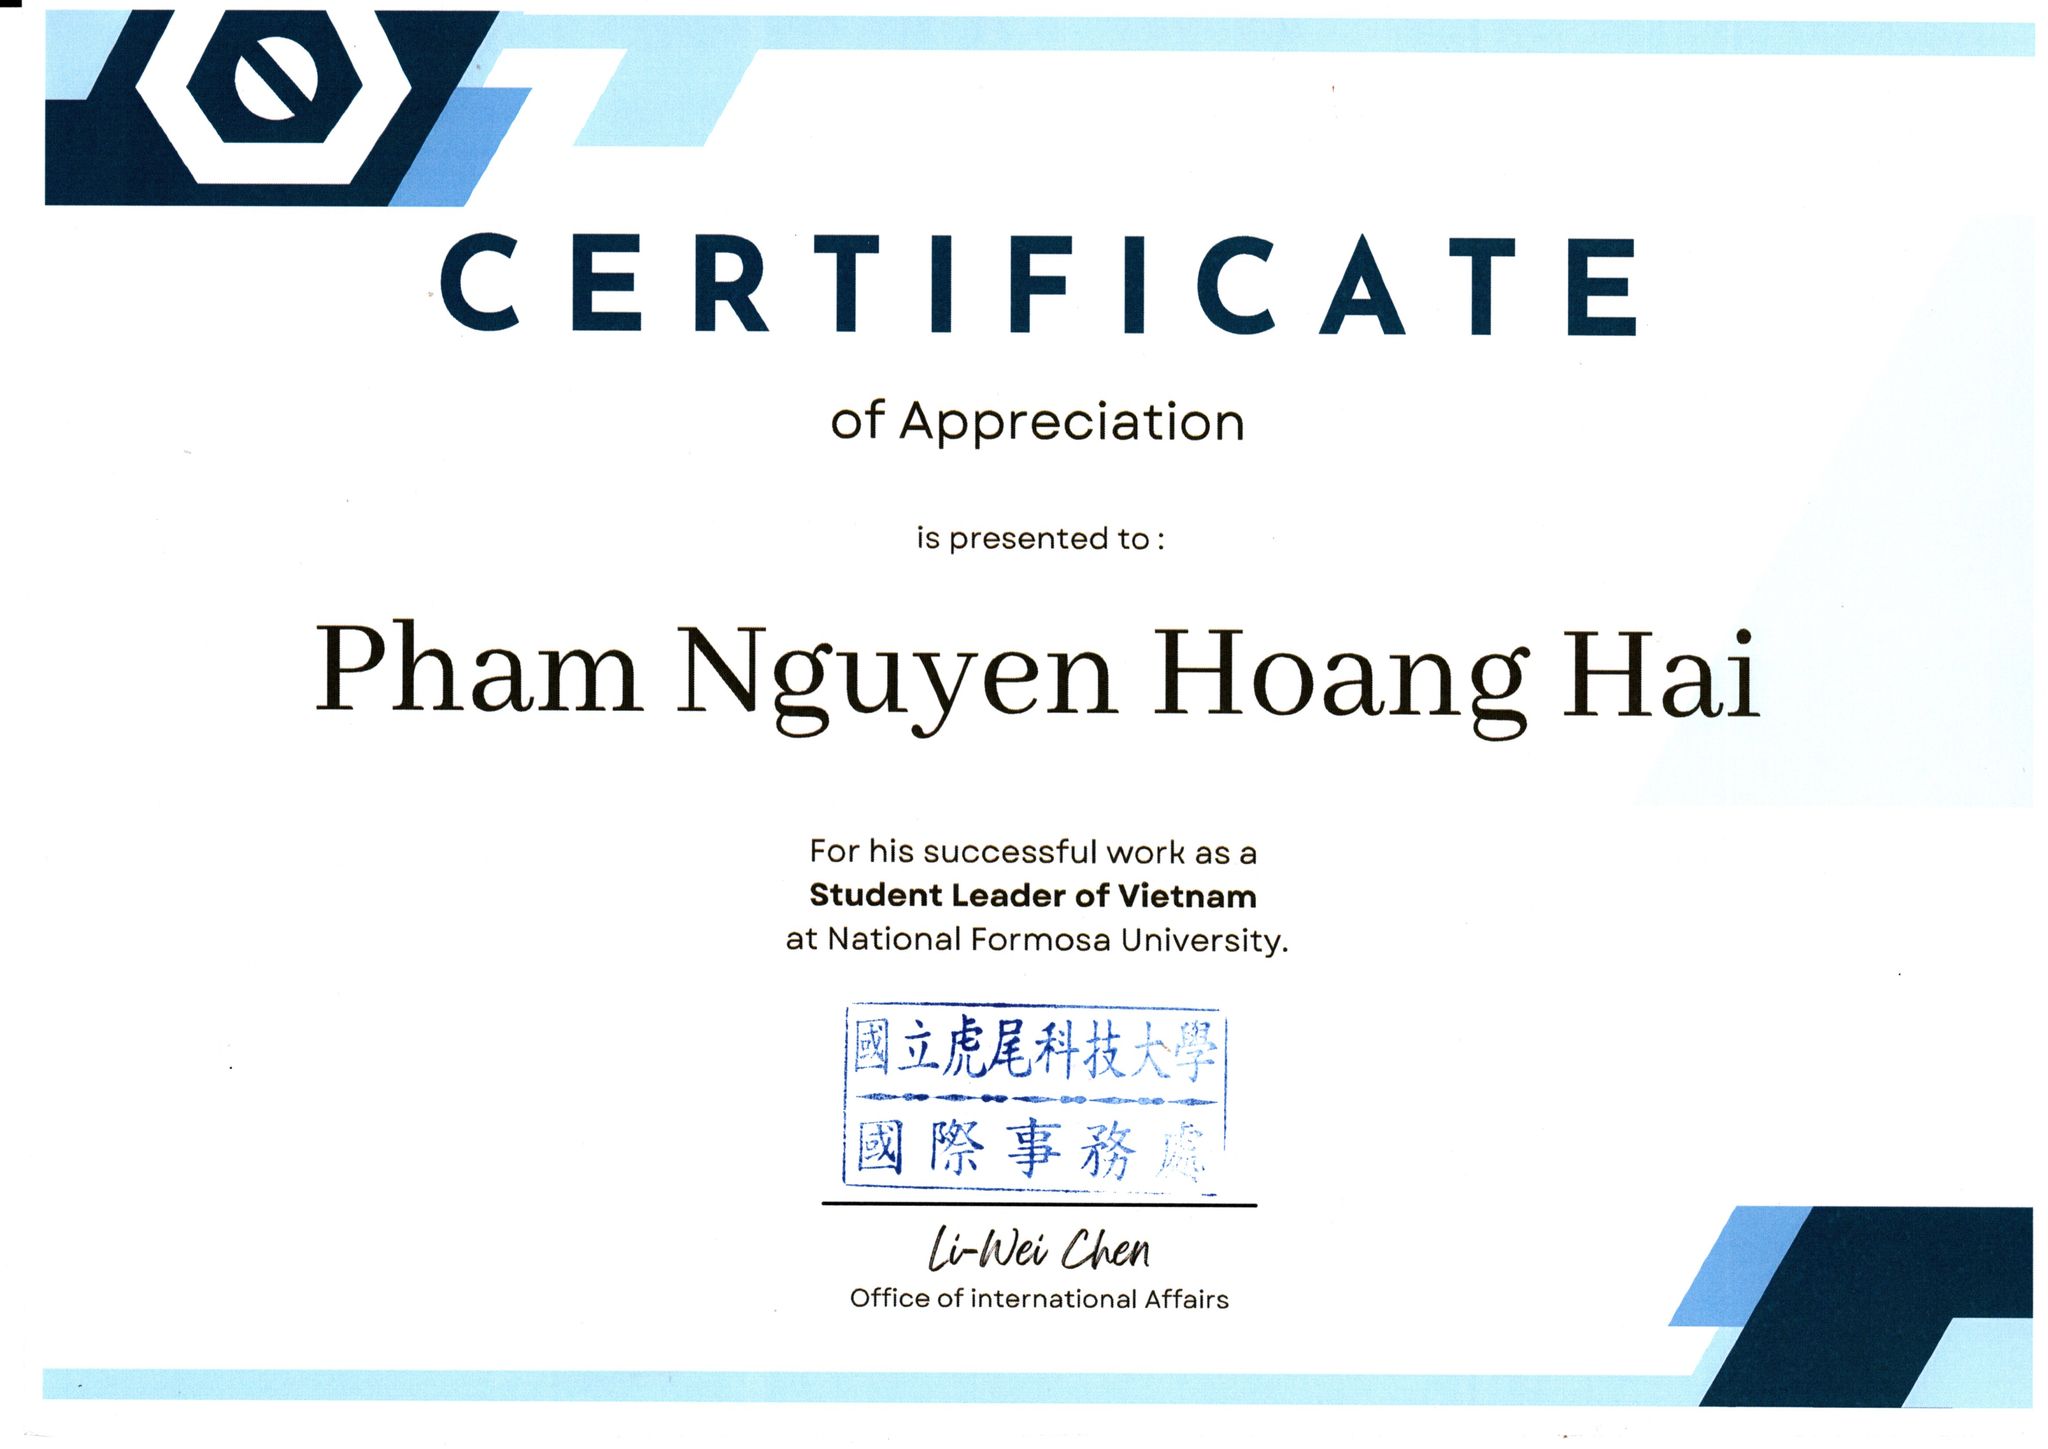 CERTIFICATE
of Appreciation
is presented to :
Pham Nguyen Hoang Hai
For his successful work as a
Student Leader of Vietnam
at National Formosa University.
國立虎尾科技大學
國際事務處
Li-Wei Chen
Office of international Affairs